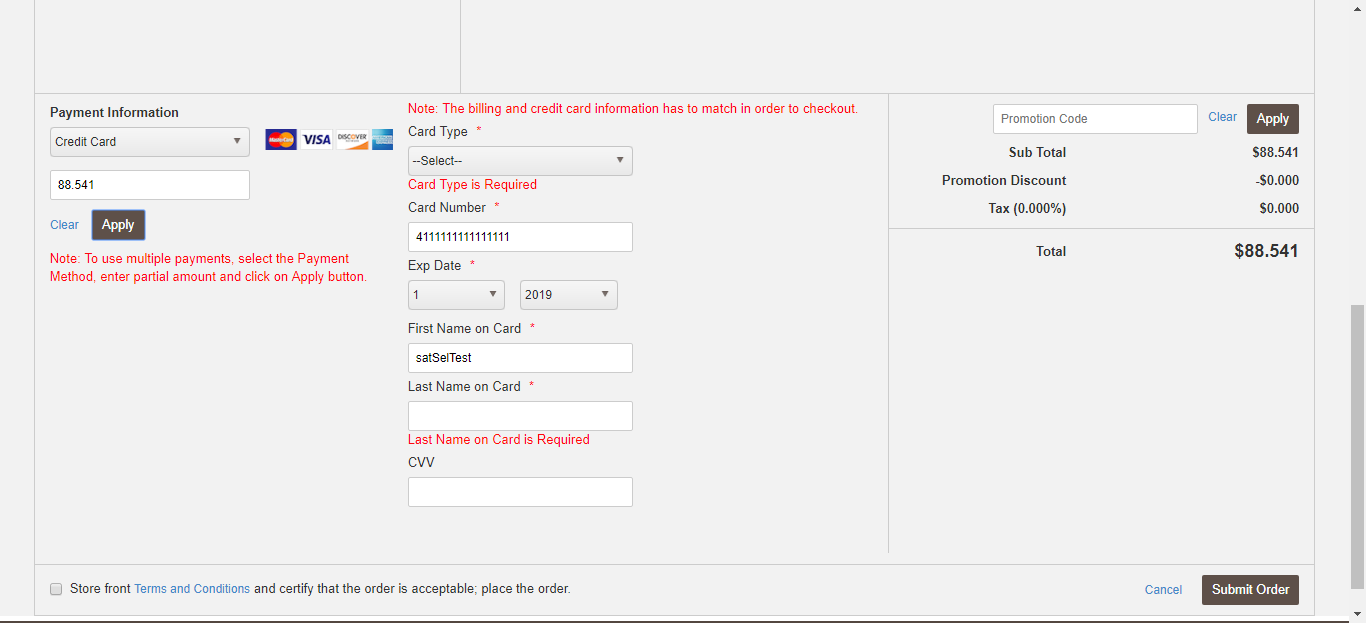 Payment Information
Credit Card
MasterCard VISA DISCOVER
88.541
Clear Apply
Note: To use multiple payments, select the Payment
Method, enter partial amount and click on Apply button.
Note: The billing and credit card information has to match in order to checkout.
Card Type *
--Select--
Card Type is Required
Card Number *
4111111111111111
Exp Date *
1 2019
First Name on Card *
satSelTest
Last Name on Card *
Last Name on Card is Required
CVV
Promotion Code Clear Apply
Sub Total $88.541
Promotion Discount -$0.000
Tax (0.000%) $0.000
Total $88.541
Store front Terms and Conditions and certify that the order is acceptable; place the order.
Cancel Submit Order